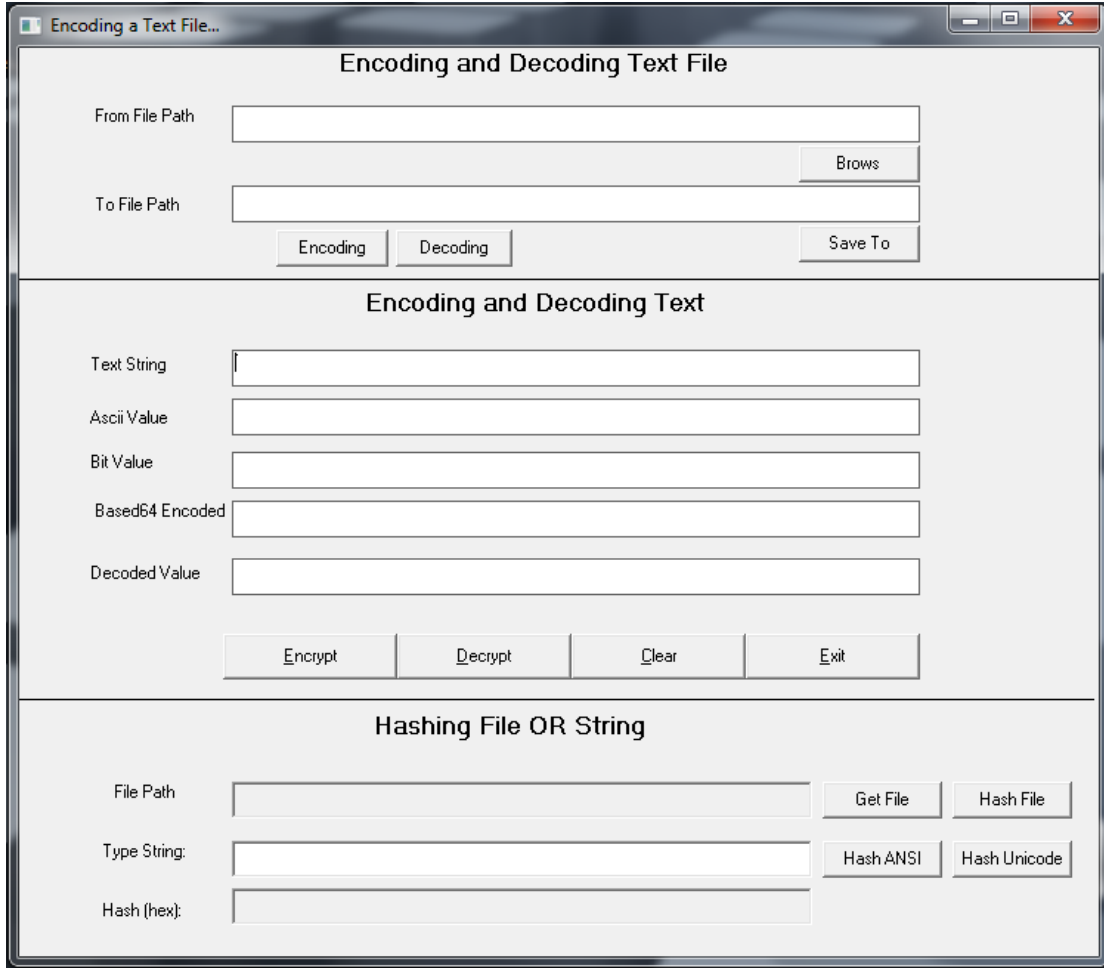 Encoding a Text File...
Encoding and Decoding Text File
From File Path
Brows
To File Path
Encoding Decoding Save To
Encoding and Decoding Text
Text String
Ascii Value
Bit Value
Based64 Encoded
Decoded Value
Encrypt Decrypt Clear Exit
Hashing File OR String
File Path Get File Hash File
Type String: Hash ANSI Hash Unicode
Hash (hex):